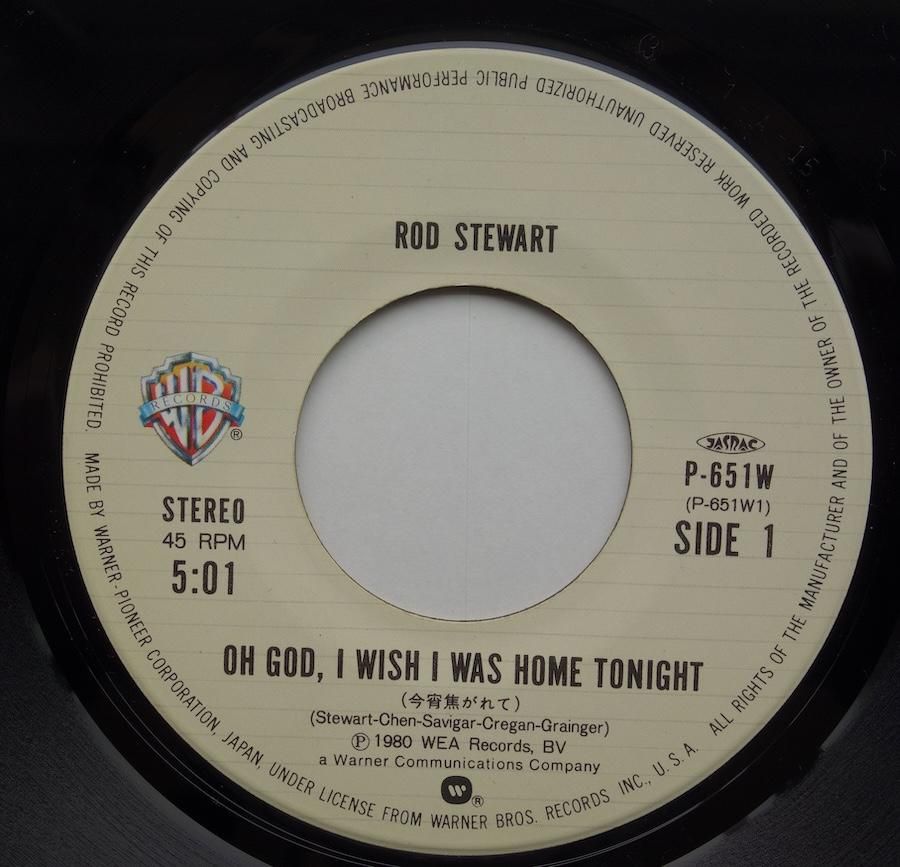 ROD STEWART
WB
RECORDS
®
STEREO
45 RPM
5:01
JASRAC
P-651W
(P-651W1)
SIDE 1
OH GOD, I WISH I WAS HOME TONIGHT
(今宵焦がれて)
(Stewart-Chen-Savigar-Cregan-Grainger)
Ⓟ 1980 WEA Records, BV
a Warner Communications Company
®
MADE BY WARNER-PIONEER CORPORATION, JAPAN, UNDER LICENSE FROM WARNER BROS. RECORDS INC., U.S.A. ALL RIGHTS OF THE MANUFACTURER AND OF THE OWNER OF THE RECORDED WORK RESERVED UNAUTHORIZED PUBLIC PERFORMANCE BROADCASTING AND COPYING OF THIS RECORD PROHIBITED.